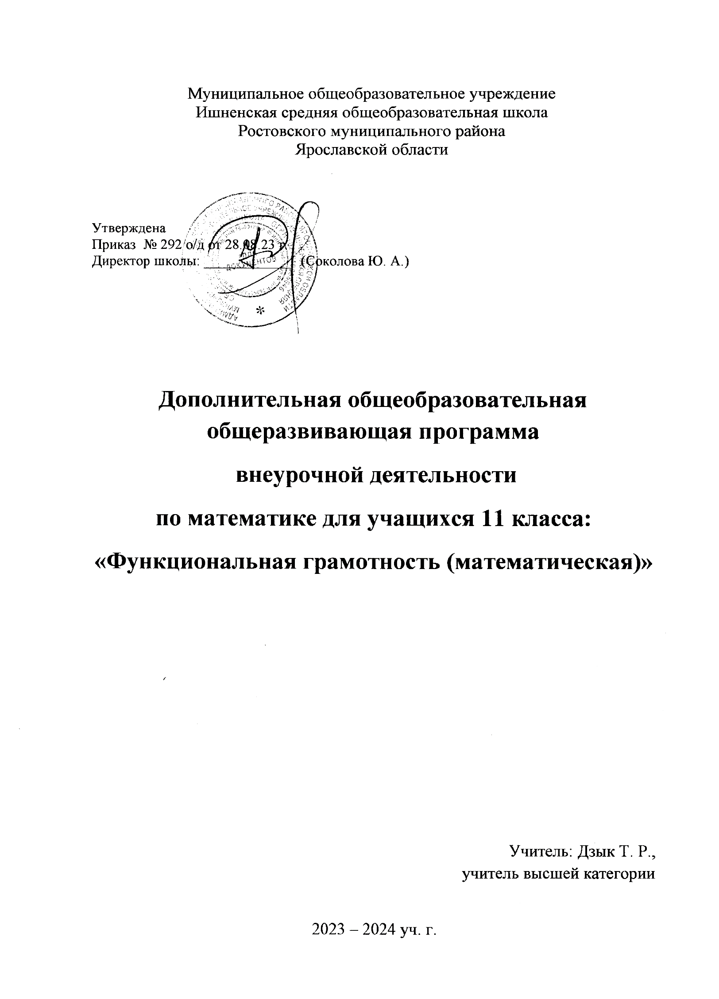 Муниципальное общеобразовательное учреждение
Ишненская средняя общеобразовательная школа
Ростовского муниципального района
Ярославской области
Утверждена
Приказ № 292 о/д от 28.08.23 г.
Директор школы: ____________ (Соколова Ю. А.)
ДОКУМЕНТОВ
Дополнительная общеобразовательная
общеразвивающая программа
внеурочной деятельности
по математике для учащихся 11 класса:
«Функциональная грамотность (математическая)»
Учитель: Дзык Т. Р.,
учитель высшей категории
2023 – 2024 уч. г.